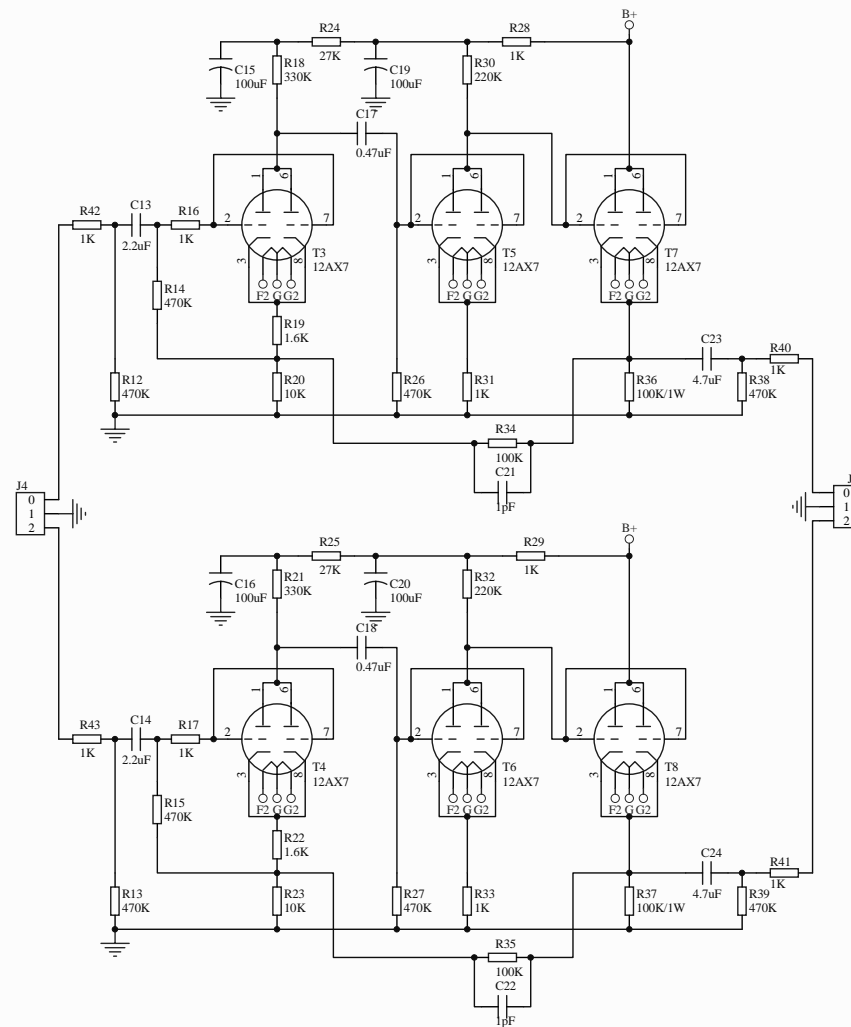 B+
R24
27K
R28
1K
C15
100uF
R18
330K
C19
100uF
R30
220K
C17
0.47uF
1
6
1
6
1
6
R42
1K
C13
2.2uF
R16
1K
2
7
2
7
2
7
3
8
T3
12AX7
3
8
T5
12AX7
3
8
T7
12AX7
F2 G G2
F2 G G2
F2 G G2
R14
470K
R19
1.6K
C23
4.7uF
R40
1K
R12
470K
R20
10K
R26
470K
R31
1K
R36
100K/1W
R38
470K
R34
100K
C21
1pF
J4
0
1
2
J
0
1
2
B+
R25
27K
R29
1K
C16
100uF
R21
330K
C20
100uF
R32
220K
C18
0.47uF
1
6
1
6
1
6
R43
1K
C14
2.2uF
R17
1K
2
7
2
7
2
7
3
8
T4
12AX7
3
8
T6
12AX7
3
8
T8
12AX7
F2 G G2
F2 G G2
F2 G G2
R15
470K
R22
1.6K
C24
4.7uF
R41
1K
R13
470K
R23
10K
R27
470K
R33
1K
R37
100K/1W
R39
470K
R35
100K
C22
1pF